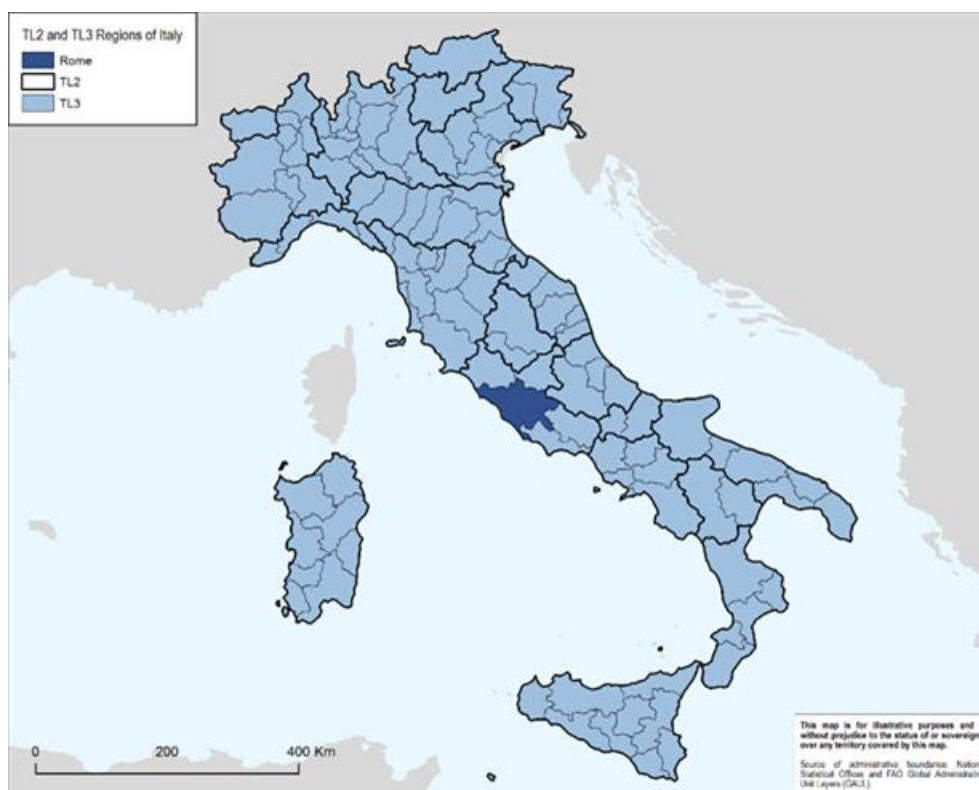 TL2 and TL3 Regions of Italy
Rome
TL2
TL3
0 200 400 Km
This map is for illustrative purposes and
without prejudice to the status of or sovereign
over any territory covered by this map.
Source of administrative boundaries: Nation
Statistical Offices and FAO Global Administrati
Unit Layers (GAUL).